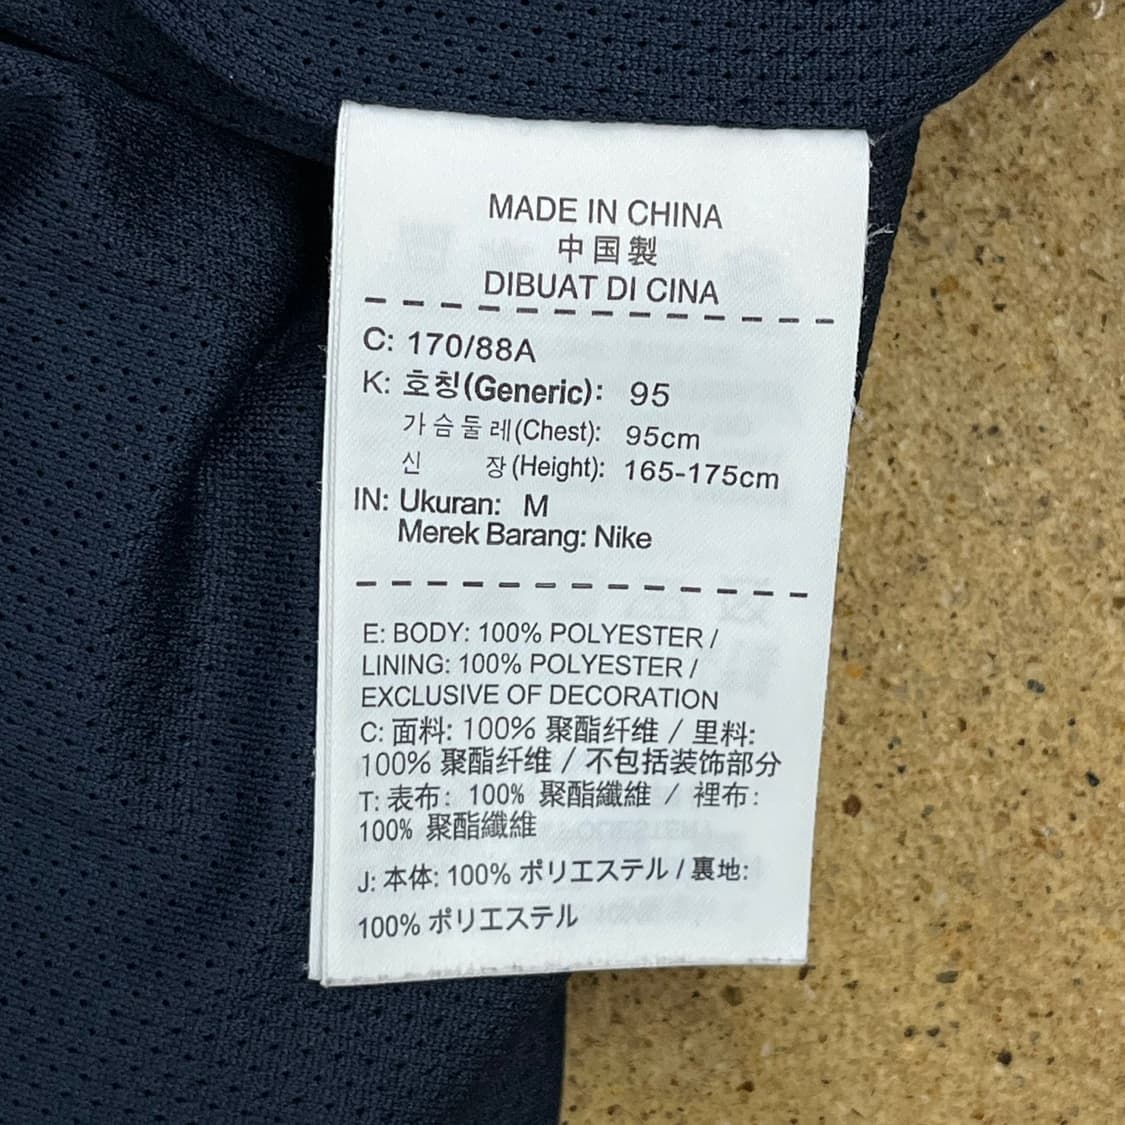 MADE IN CHINA
中国製
DIBUAT DI CINA
C: 170/88A
K: 호칭(Generic): 95
가슴둘레(Chest): 95cm
신 장(Height): 165-175cm
IN: Ukuran: M
Merek Barang: Nike
E: BODY: 100% POLYESTER /
LINING: 100% POLYESTER /
EXCLUSIVE OF DECORATION
C: 面料: 100% 聚酯纤维 / 里料:
100% 聚酯纤维 / 不包括装饰部分
T: 表布: 100% 聚酯纖維 / 裡布:
100% 聚酯纖維
J: 本体: 100% ポリエステル / 裏地:
100% ポリエステル